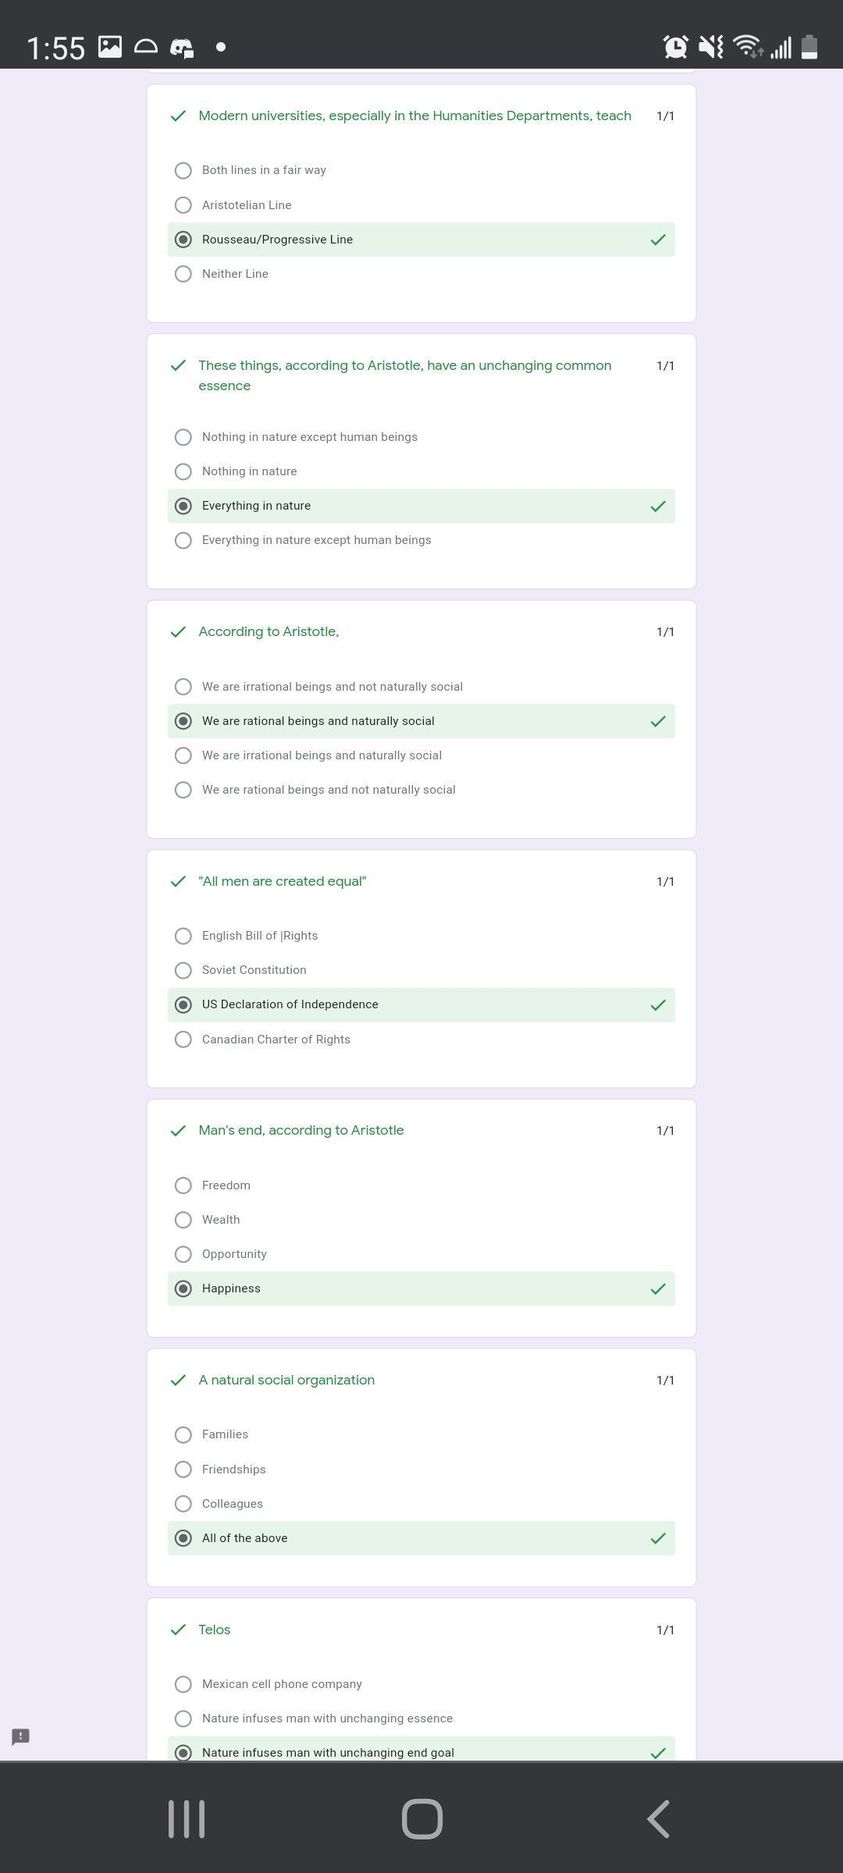 1:55
Modern universities, especially in the Humanities Departments, teach 1/1
Both lines in a fair way
Aristotelian Line
Rousseau/Progressive Line
Neither Line
These things, according to Aristotle, have an unchanging common 1/1
essence
Nothing in nature except human beings
Nothing in nature
Everything in nature
Everything in nature except human beings
According to Aristotle, 1/1
We are irrational beings and not naturally social
We are rational beings and naturally social
We are irrational beings and naturally social
We are rational beings and not naturally social
"All men are created equal" 1/1
English Bill of |Rights
Soviet Constitution
US Declaration of Independence
Canadian Charter of Rights
Man's end, according to Aristotle 1/1
Freedom
Wealth
Opportunity
Happiness
A natural social organization 1/1
Families
Friendships
Colleagues
All of the above
Telos 1/1
Mexican cell phone company
Nature infuses man with unchanging essence
Nature infuses man with unchanging end goal